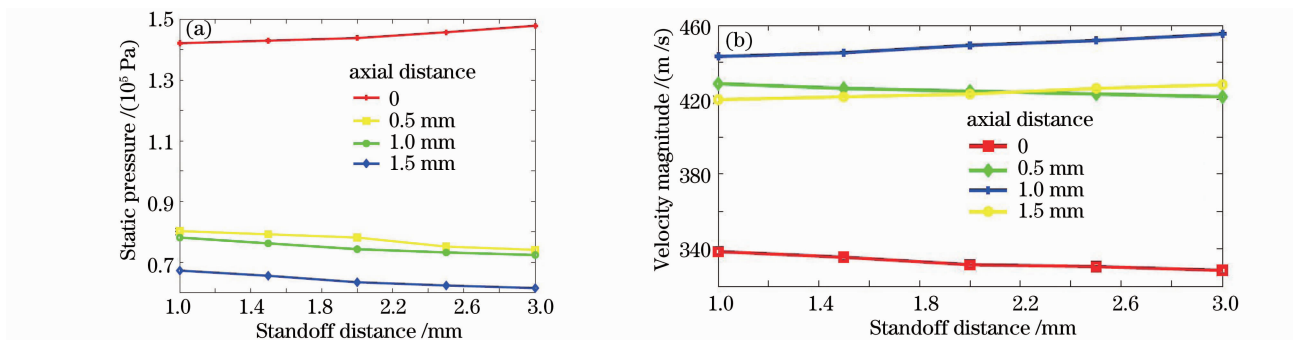 (a)
Static pressure /(10⁵ Pa)
1.5
1.3
1.1
0.9
0.7
axial distance
0
0.5 mm
1.0 mm
1.5 mm
1.0
1.4
1.8
2.2
2.6
3.0
Standoff distance /mm
(b)
Velocity magnitude /(m /s)
460
420
380
340
axial distance
0
0.5 mm
1.0 mm
1.5 mm
1.0
1.4
1.8
2.2
2.6
3.0
Standoff distance /mm